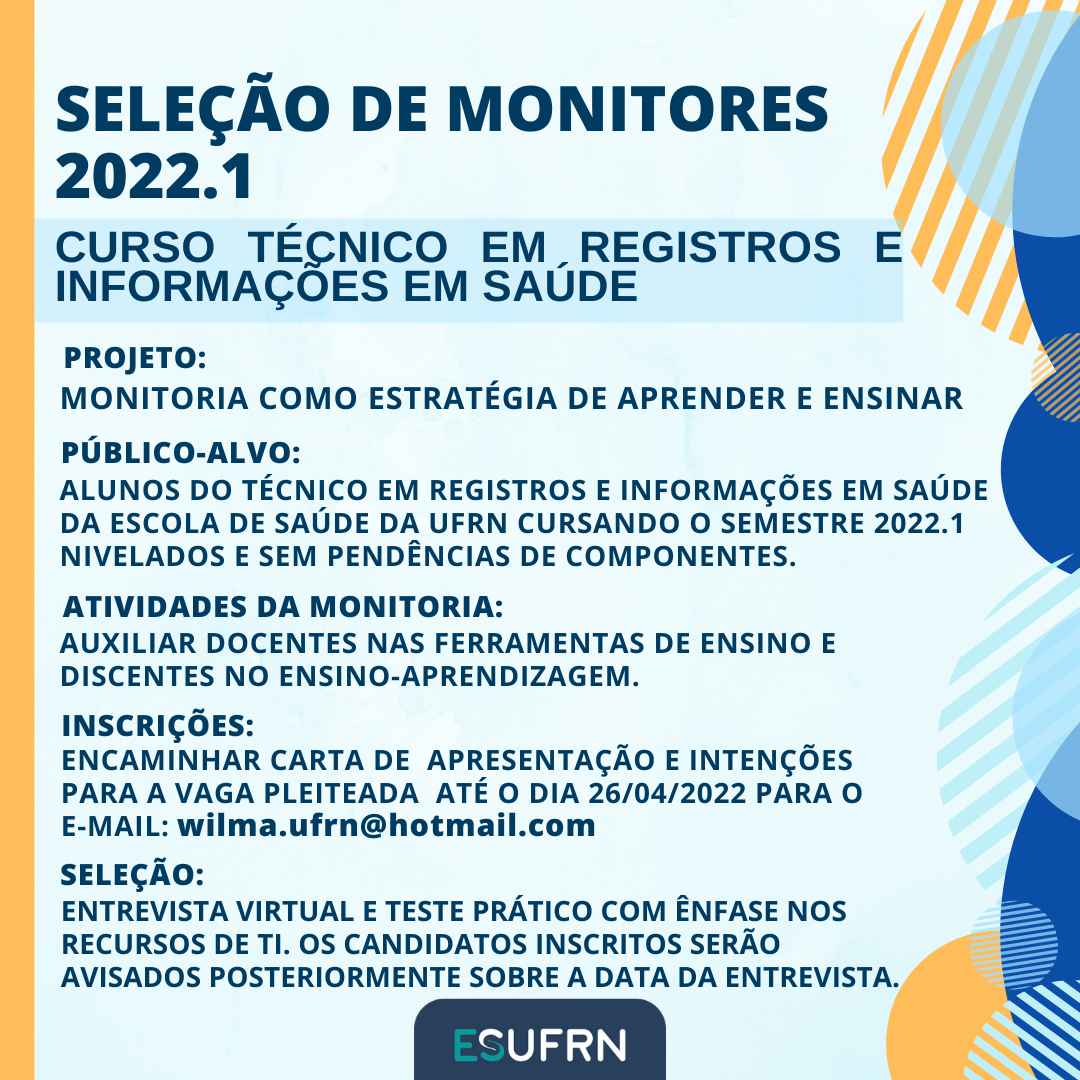 SELEÇÃO DE MONITORES
2022.1
CURSO TÉCNICO EM REGISTROS E
INFORMAÇÕES EM SAÚDE
PROJETO:
MONITORIA COMO ESTRATÉGIA DE APRENDER E ENSINAR
PÚBLICO-ALVO:
ALUNOS DO TÉCNICO EM REGISTROS E INFORMAÇÕES EM SAÚDE
DA ESCOLA DE SAÚDE DA UFRN CURSANDO O SEMESTRE 2022.1
NIVELADOS E SEM PENDÊNCIAS DE COMPONENTES.
ATIVIDADES DA MONITORIA:
AUXILIAR DOCENTES NAS FERRAMENTAS DE ENSINO E
DISCENTES NO ENSINO-APRENDIZAGEM.
INSCRIÇÕES:
ENCAMINHAR CARTA DE APRESENTAÇÃO E INTENÇÕES
PARA A VAGA PLEITEADA ATÉ O DIA 26/04/2022 PARA O
E-MAIL: wilma.ufrn@hotmail.com
SELEÇÃO:
ENTREVISTA VIRTUAL E TESTE PRÁTICO COM ÊNFASE NOS
RECURSOS DE TI. OS CANDIDATOS INSCRITOS SERÃO
AVISADOS POSTERIORMENTE SOBRE A DATA DA ENTREVISTA.
ESUFRN